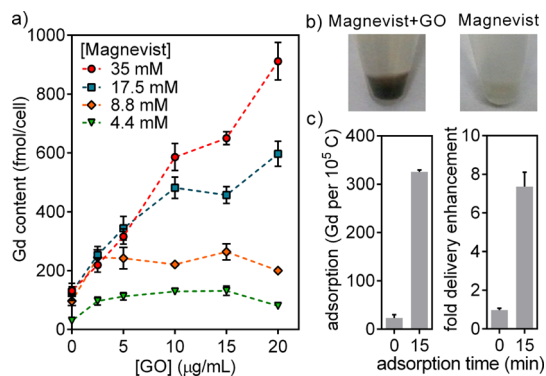 a)
[Magnevist]
35 mM
17.5 mM
8.8 mM
4.4 mM
Gd content (fmol/cell)
1000
800
600
400
200
0
0 5 10 15 20
[GO] (μg/mL)
b) Magnevist+GO Magnevist
c)
adsorption (Gd per 10⁵ C)
400
300
200
100
0
0 15
fold delivery enhancement
8
6
4
2
0
0 15 (min)
adsorption time